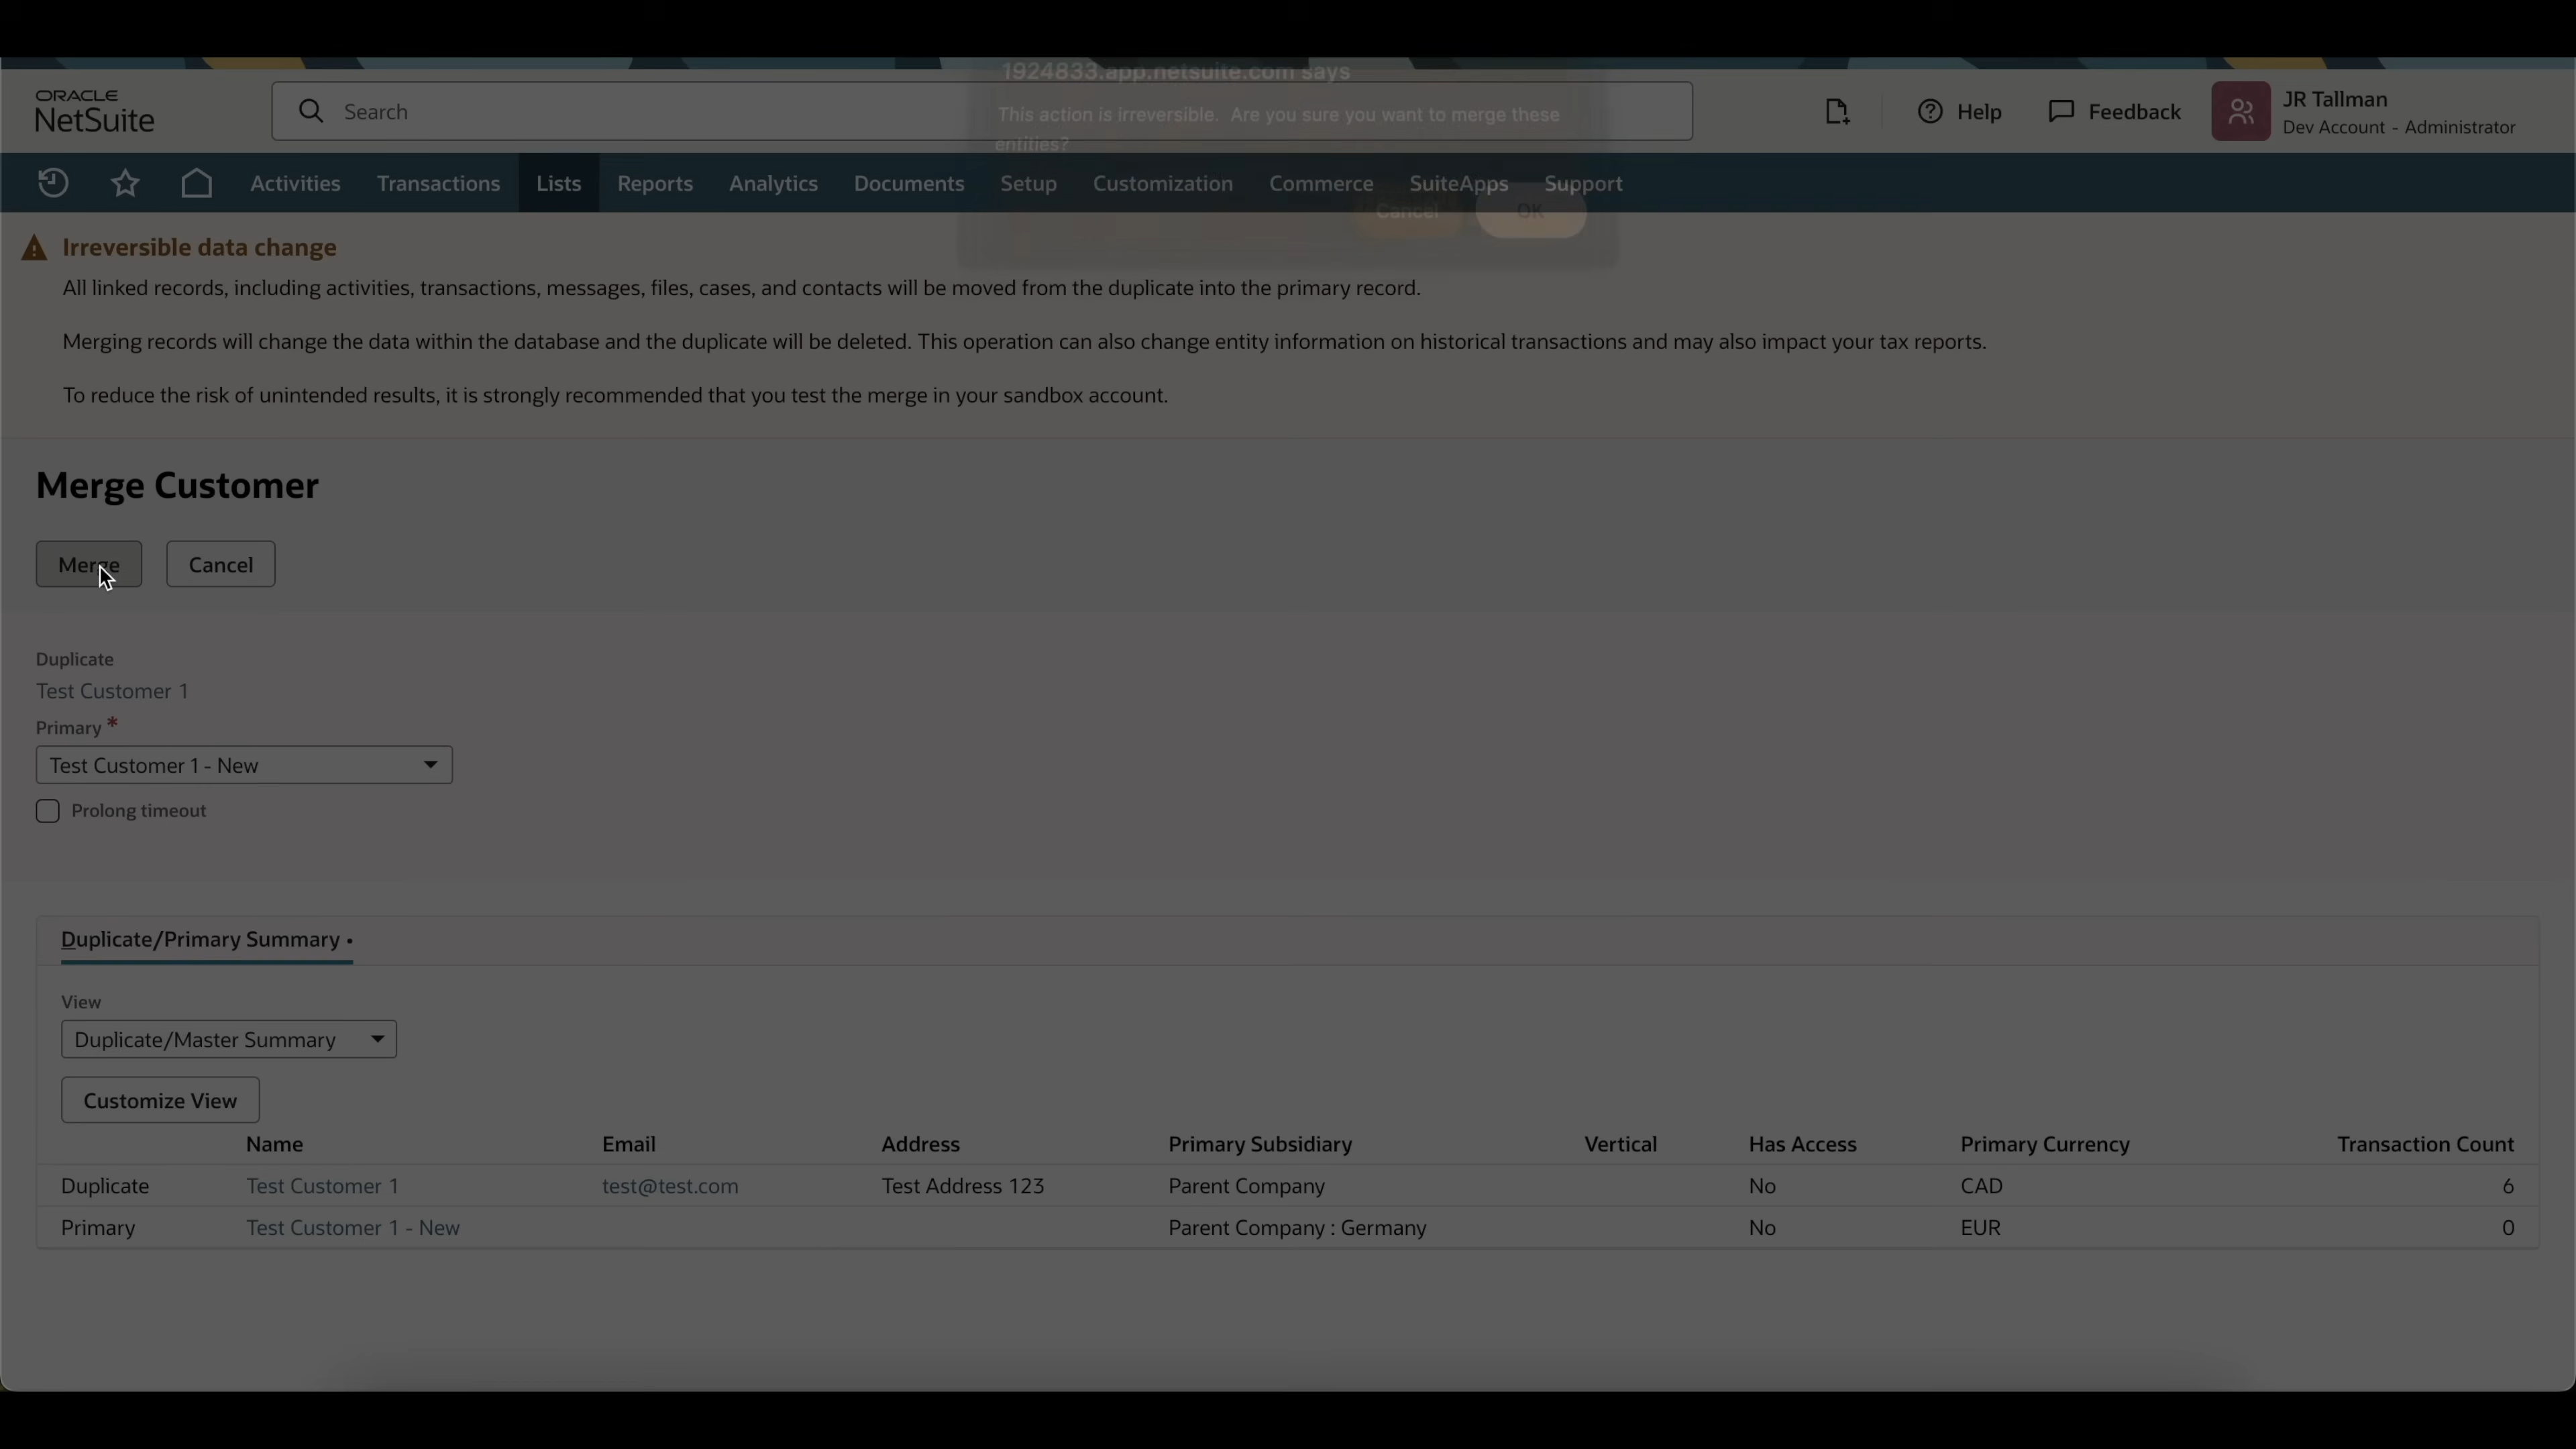 1924833.app.netsuite.com says
This action is irreversible. Are you sure you want to merge these
entities?
Cancel OK
ORACLE
NetSuite
Search
Help
Feedback
JR Tallman
Dev Account - Administrator
Activities Transactions Lists Reports Analytics Documents Setup Customization Commerce SuiteApps Support
Irreversible data change
All linked records, including activities, transactions, messages, files, cases, and contacts will be moved from the duplicate into the primary record.
Merging records will change the data within the database and the duplicate will be deleted. This operation can also change entity information on historical transactions and may also impact your tax reports.
To reduce the risk of unintended results, it is strongly recommended that you test the merge in your sandbox account.
Merge Customer
Merge Cancel
Duplicate
Test Customer 1
Primary *
Test Customer 1 - New
Prolong timeout
Duplicate/Primary Summary •
View
Duplicate/Master Summary
Customize View
Name Email Address Primary Subsidiary Vertical Has Access Primary Currency Transaction Count
Duplicate Test Customer 1 test@test.com Test Address 123 Parent Company No CAD 6
Primary Test Customer 1 - New Parent Company : Germany No EUR 0